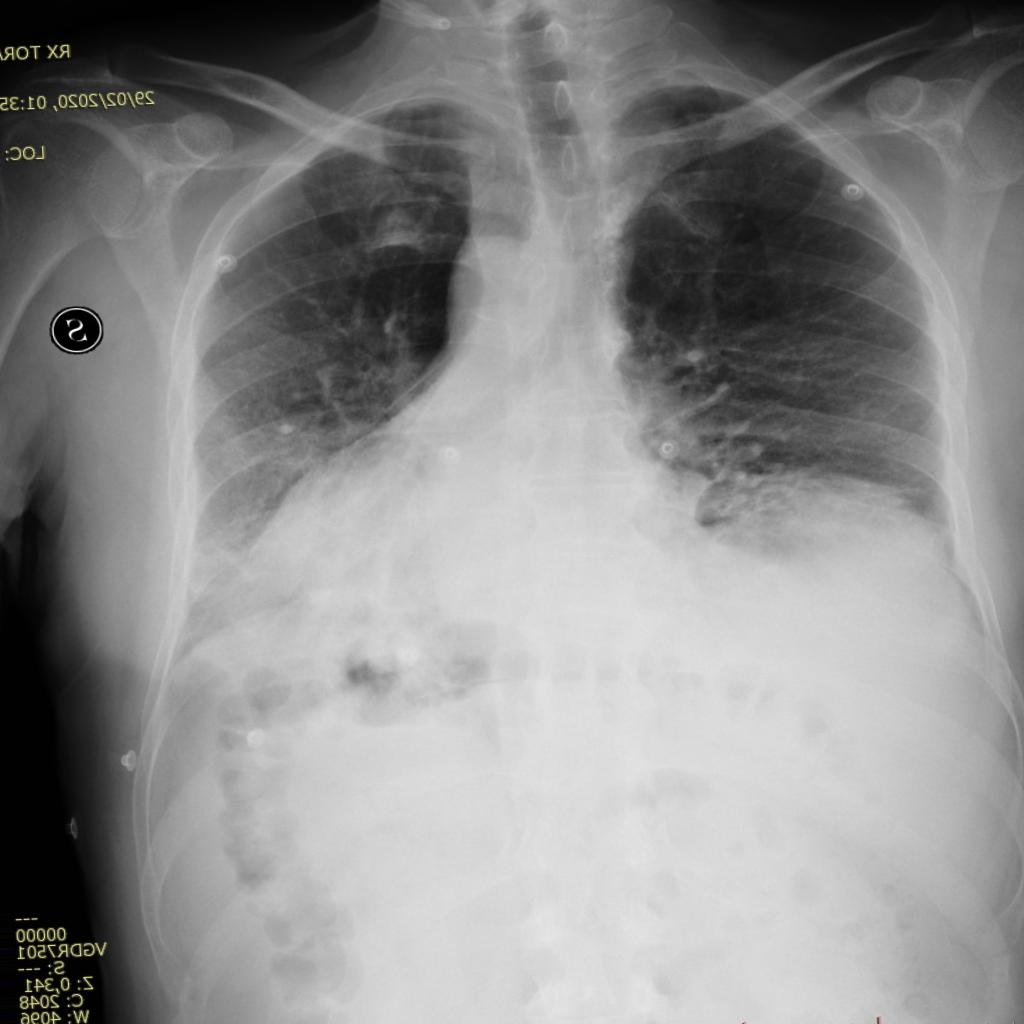 RX TORA
29/02/2020, 01:35
LOC:
S
---
00000
VGDR7501
S: ---
Z: 0,341
C: 2048
W: 4096